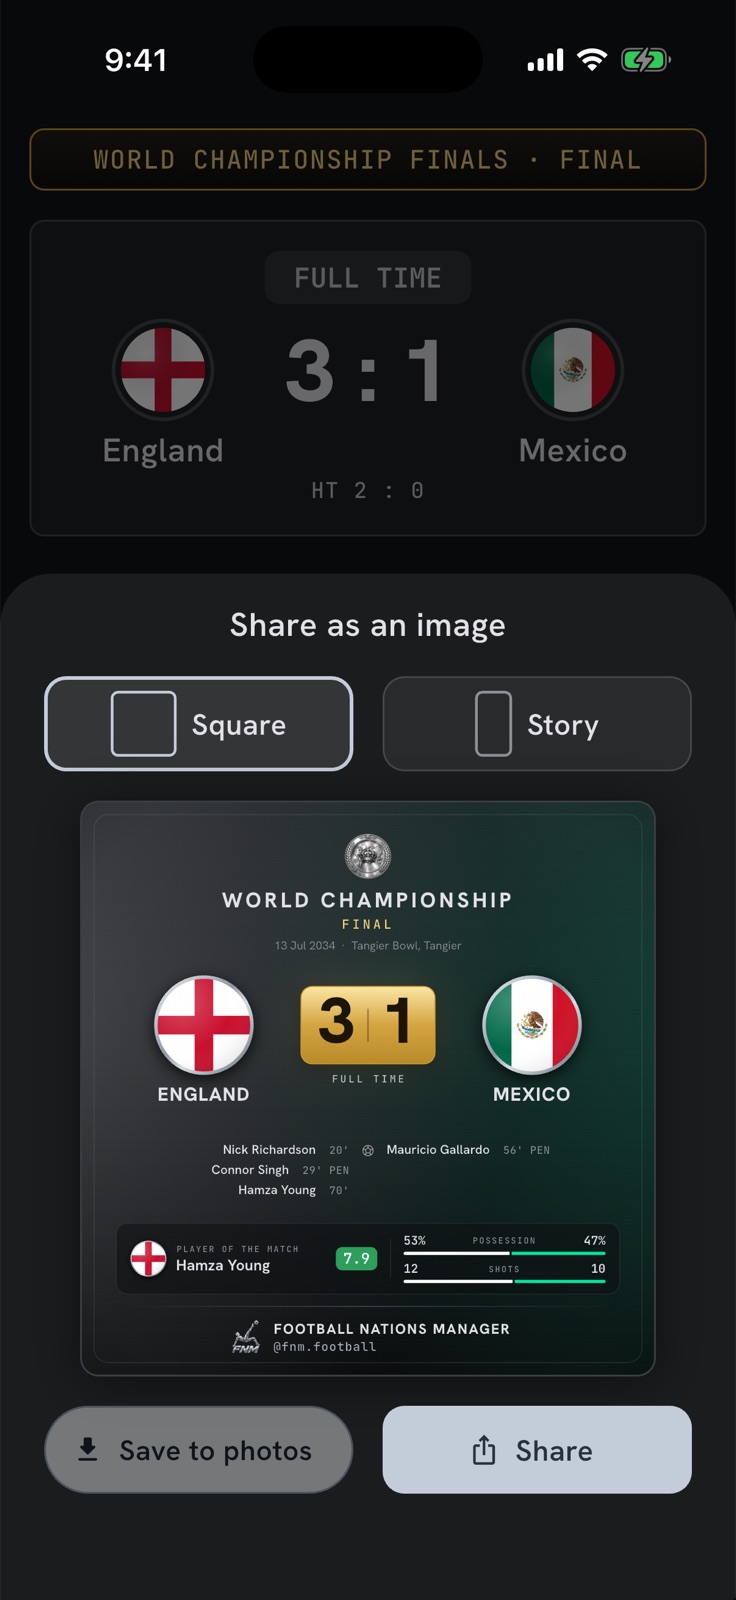 9:41
WORLD CHAMPIONSHIP FINALS · FINAL
FULL TIME
3 : 1
England
Mexico
HT 2 : 0
Share as an image
Square
Story
WORLD CHAMPIONSHIP
FINAL
13 Jul 2034 · Tangier Bowl, Tangier
3 1
FULL TIME
ENGLAND
MEXICO
Nick Richardson 20' Mauricio Gallardo 56' PEN
Connor Singh 29' PEN
Hamza Young 70'
PLAYER OF THE MATCH
Hamza Young
7.9
53% POSSESSION 47%
12 SHOTS 10
FNM
FOOTBALL NATIONS MANAGER
@fnm.football
Save to photos
Share